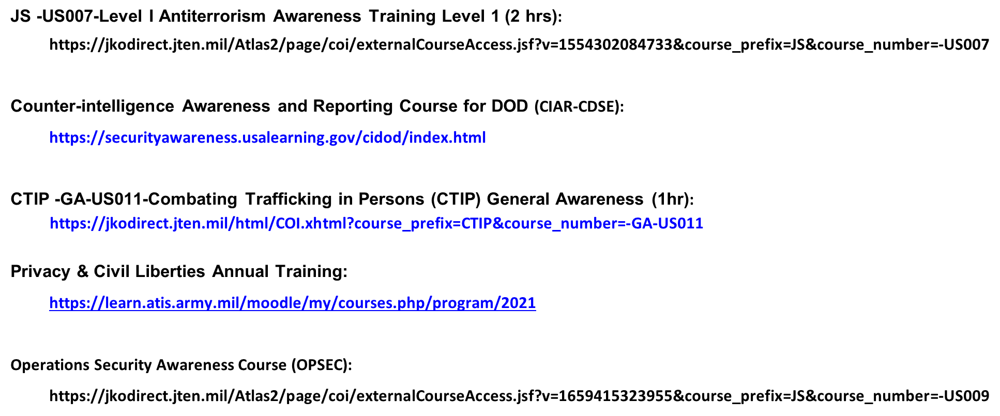 JS -US007-Level I Antiterrorism Awareness Training Level 1 (2 hrs):
https://jkodirect.jten.mil/Atlas2/page/coi/externalCourseAccess.jsf?v=1554302084733&course_prefix=JS&course_number=-US007
Counter-intelligence Awareness and Reporting Course for DOD (CIAR-CDSE):
https://securityawareness.usalearning.gov/cidod/index.html
CTIP -GA-US011-Combating Trafficking in Persons (CTIP) General Awareness (1hr):
https://jkodirect.jten.mil/html/COI.xhtml?course_prefix=CTIP&course_number=-GA-US011
Privacy & Civil Liberties Annual Training:
https://learn.atis.army.mil/moodle/my/courses.php/program/2021
Operations Security Awareness Course (OPSEC):
https://jkodirect.jten.mil/Atlas2/page/coi/externalCourseAccess.jsf?v=1659415323955&course_prefix=JS&course_number=-US009